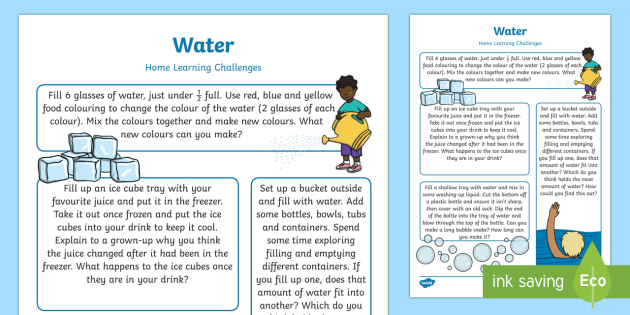 Water
Home Learning Challenges
Fill 6 glasses of water, just under ½ full. Use red, blue and yellow
food colouring to change the colour of the water (2 glasses of each
colour). Mix the colours together and make new colours. What
new colours can you make?
Fill up an ice cube tray with your
favourite juice and put it in the freezer.
Take it out once frozen and put the ice
cubes into your drink to keep it cool.
Explain to a grown-up why you think
the juice changed after it had been in the
freezer. What happens to the ice cubes once
they are in your drink?
Set up a bucket outside
and fill with water. Add
some bottles, bowls, tubs
and containers. Spend
some time exploring
filling and emptying
different containers. If
you fill up one, does that
amount of water fit into
another? Which do you
Water
Home Learning Challenges
Fill 6 glasses of water, just under ½ full. Use red, blue and yellow
food colouring to change the colour of the water (2 glasses of each
colour). Mix the colours together and make new colours. What
new colours can you make?
Fill up an ice cube tray with your
favourite juice and put it in the freezer.
Take it out once frozen and put the ice
cubes into your drink to keep it cool.
Explain to a grown-up why you think
the juice changed after it had been in the
freezer. What happens to the ice cubes once
they are in your drink?
Set up a bucket outside
and fill with water. Add
some bottles, bowls, tubs
and containers. Spend
some time exploring
filling and emptying
different containers. If
you fill up one, does that
amount of water fit into
another? Which do you
think holds the most
amount of water? How
could you find this out?
Fill a shallow tray with water and mix in
some washing-up liquid. Cut the bottom off
a plastic bottle and ensure it isn't sharp,
then cover with an old sock. Dip the end
of the bottle into the tray of water and
blow through the top of the bottle. Can you
make a long bubble snake? How long can
you make it?
twinkl
ink saving
Eco